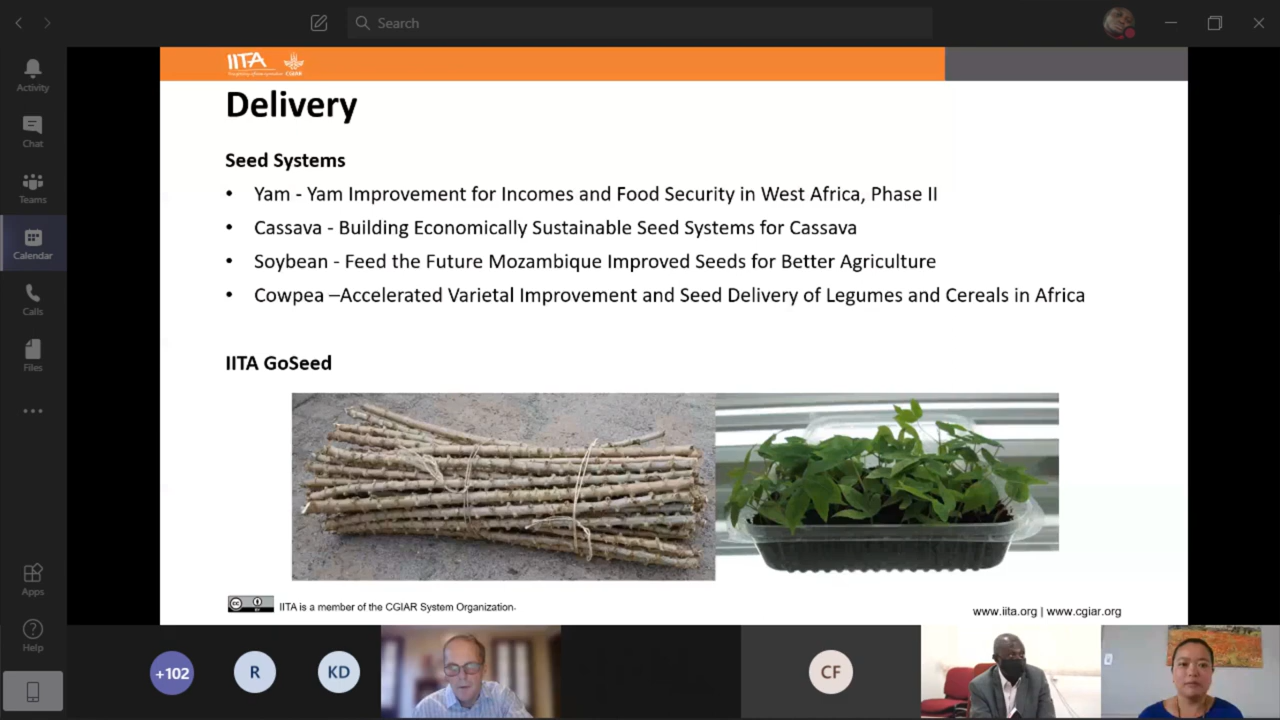 Search
Activity
Chat
Teams
Calendar
Calls
Files
Apps
Help
IITA
CGIAR
Delivery
Seed Systems
• Yam - Yam Improvement for Incomes and Food Security in West Africa, Phase II
• Cassava - Building Economically Sustainable Seed Systems for Cassava
• Soybean - Feed the Future Mozambique Improved Seeds for Better Agriculture
• Cowpea –Accelerated Varietal Improvement and Seed Delivery of Legumes and Cereals in Africa
IITA GoSeed
cc BY IITA is a member of the CGIAR System Organization.
www.iita.org | www.cgiar.org
+102
R
KD
CF